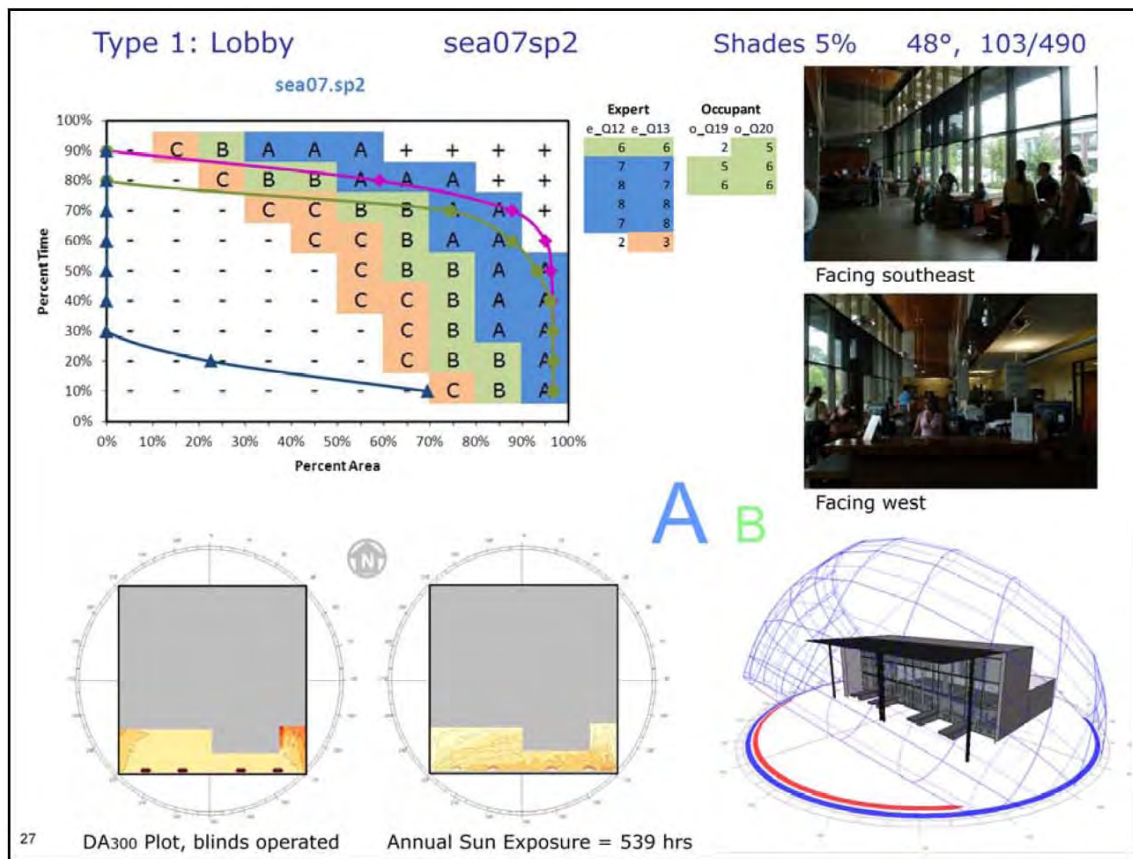 Type 1: Lobby sea07sp2 Shades 5% 48°, 103/490
sea07.sp2
Percent Time
100%
90% - C B A A A + + + +
80% - - C B B A A A + +
70% - - - C C B B A A +
60% - - - - C C B A A
50% - - - - - C B B A A
40% - - - - - C C B A A
30% - - - - - - C B A A
20% - - - - - - C B B A
10% - - - - - - - C B A
0%
0% 10% 20% 30% 40% 50% 60% 70% 80% 90% 100%
Percent Area
Expert Occupant
e_Q12 e_Q13 o_Q19 o_Q20
6 6 2 5
7 7 5 6
8 7 6 6
8 8
7 8
2 3
Facing southeast
Facing west
A B
N
DA300 Plot, blinds operated
Annual Sun Exposure = 539 hrs
27